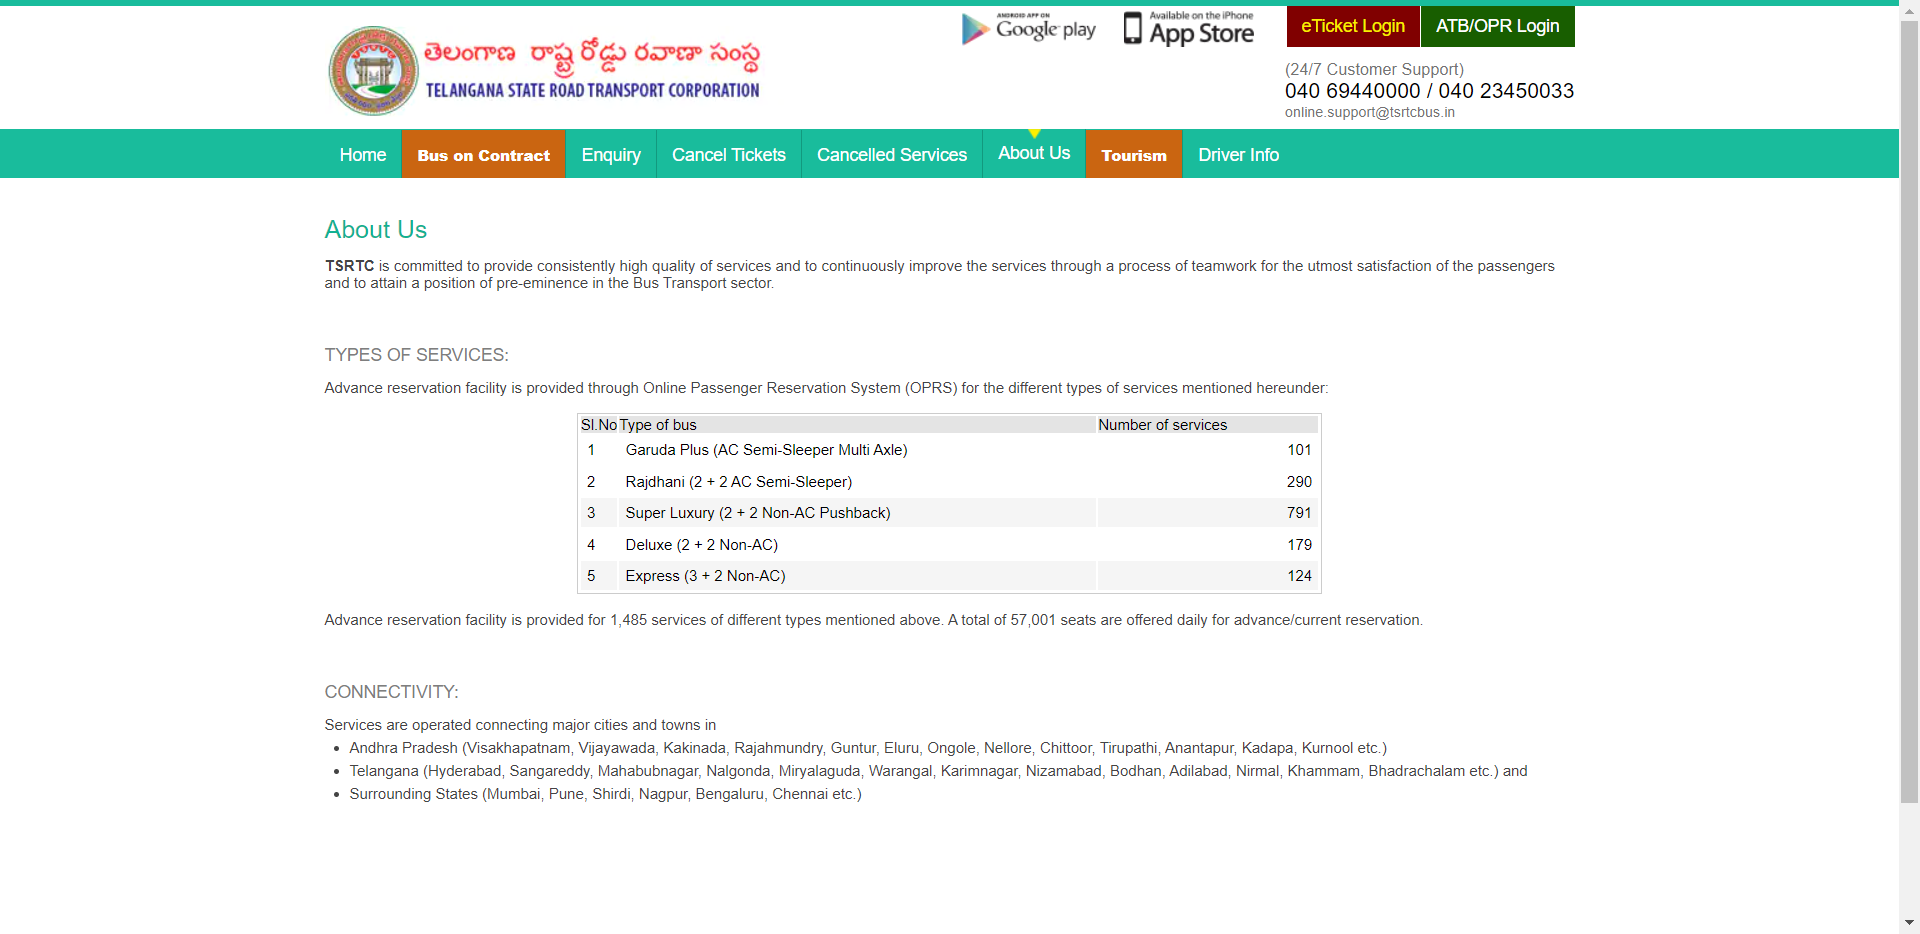 ANDROID APP ON
Google play
Available on the iPhone
App Store
eTicket Login
ATB/OPR Login
తెలంగాణ రాష్ట్ర రోడ్డు రవాణా సంస్థ
TELANGANA STATE ROAD TRANSPORT CORPORATION
(24/7 Customer Support)
040 69440000 / 040 23450033
online.support@tsrtcbus.in
Home
Bus on Contract
Enquiry
Cancel Tickets
Cancelled Services
About Us
Tourism
Driver Info
About Us
TSRTC is committed to provide consistently high quality of services and to continuously improve the services through a process of teamwork for the utmost satisfaction of the passengers
and to attain a position of pre-eminence in the Bus Transport sector.
TYPES OF SERVICES:
Advance reservation facility is provided through Online Passenger Reservation System (OPRS) for the different types of services mentioned hereunder:
Sl.No Type of bus Number of services
1 Garuda Plus (AC Semi-Sleeper Multi Axle) 101
2 Rajdhani (2 + 2 AC Semi-Sleeper) 290
3 Super Luxury (2 + 2 Non-AC Pushback) 791
4 Deluxe (2 + 2 Non-AC) 179
5 Express (3 + 2 Non-AC) 124
Advance reservation facility is provided for 1,485 services of different types mentioned above. A total of 57,001 seats are offered daily for advance/current reservation.
CONNECTIVITY:
Services are operated connecting major cities and towns in
• Andhra Pradesh (Visakhapatnam, Vijayawada, Kakinada, Rajahmundry, Guntur, Eluru, Ongole, Nellore, Chittoor, Tirupathi, Anantapur, Kadapa, Kurnool etc.)
• Telangana (Hyderabad, Sangareddy, Mahabubnagar, Nalgonda, Miryalaguda, Warangal, Karimnagar, Nizamabad, Bodhan, Adilabad, Nirmal, Khammam, Bhadrachalam etc.) and
• Surrounding States (Mumbai, Pune, Shirdi, Nagpur, Bengaluru, Chennai etc.)